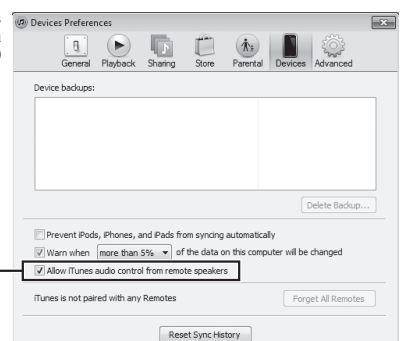 Devices Preferences
General Playback Sharing Store Parental Devices Advanced
Device backups:
Delete Backup...
Prevent iPods, iPhones, and iPads from syncing automatically
Warn when more than 5% of the data on this computer will be changed
Allow iTunes audio control from remote speakers
iTunes is not paired with any Remotes Forget All Remotes
Reset Sync History